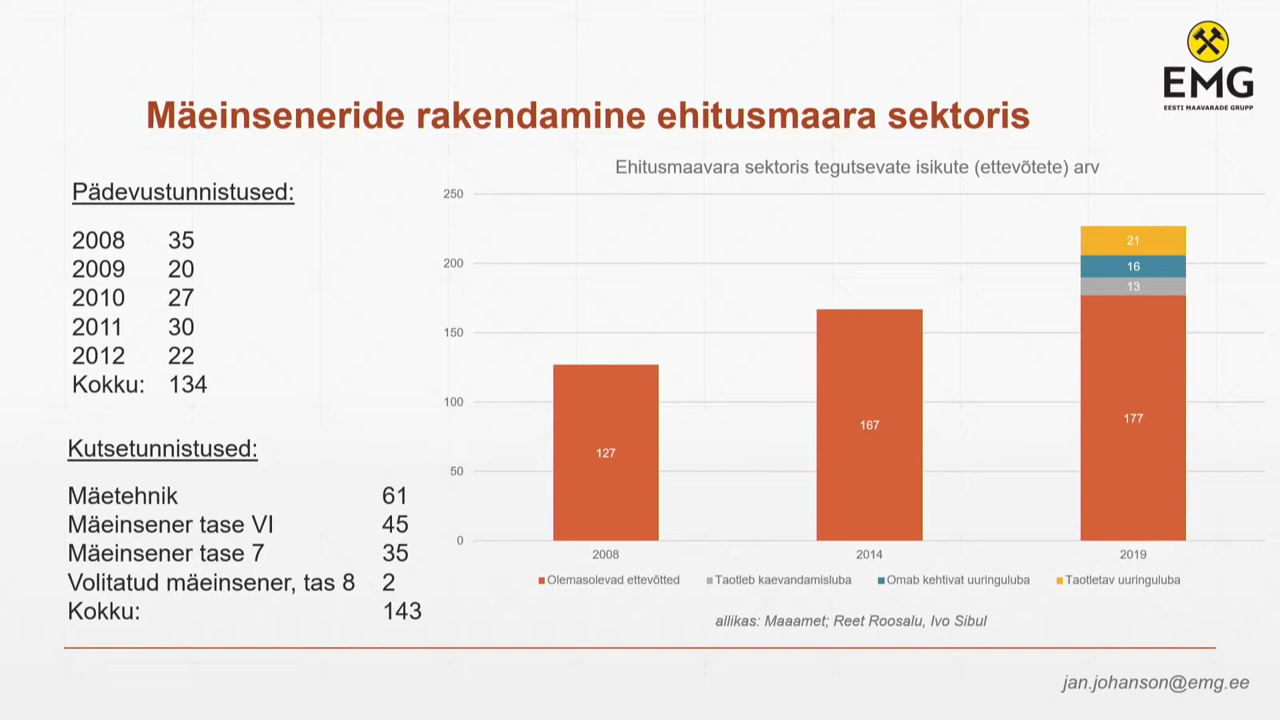 EMG
EESTI MAAVARADE GRUPP
Mäeinseneride rakendamine ehitusmaara sektoris
Pädevustunnistused:
2008 35
2009 20
2010 27
2011 30
2012 22
Kokku: 134
Kutsetunnistused:
Mäetehnik 61
Mäeinsener tase VI 45
Mäeinsener tase 7 35
Volitatud mäeinsener, tas 8 2
Kokku: 143
Ehitusmaavara sektoris tegutsevate isikute (ettevõtete) arv
250
200
150
100
50
0
127
167
21
16
13
177
2008 2014 2019
Olemasolevad ettevõtted Taotleb kaevandamisluba Omab kehtivat uuringuluba Taotletav uuringuluba
allikas: Maaamet; Reet Roosalu, Ivo Sibul
jan.johanson@emg.ee